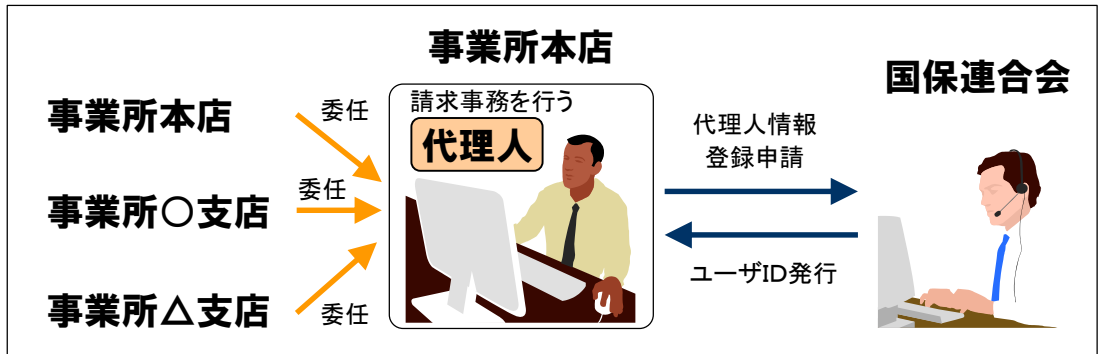 事業所本店
事業所○支店
事業所△支店
委任
委任
委任
事業所本店
請求事務を行う
代理人
代理人情報
登録申請
ユーザID発行
国保連合会